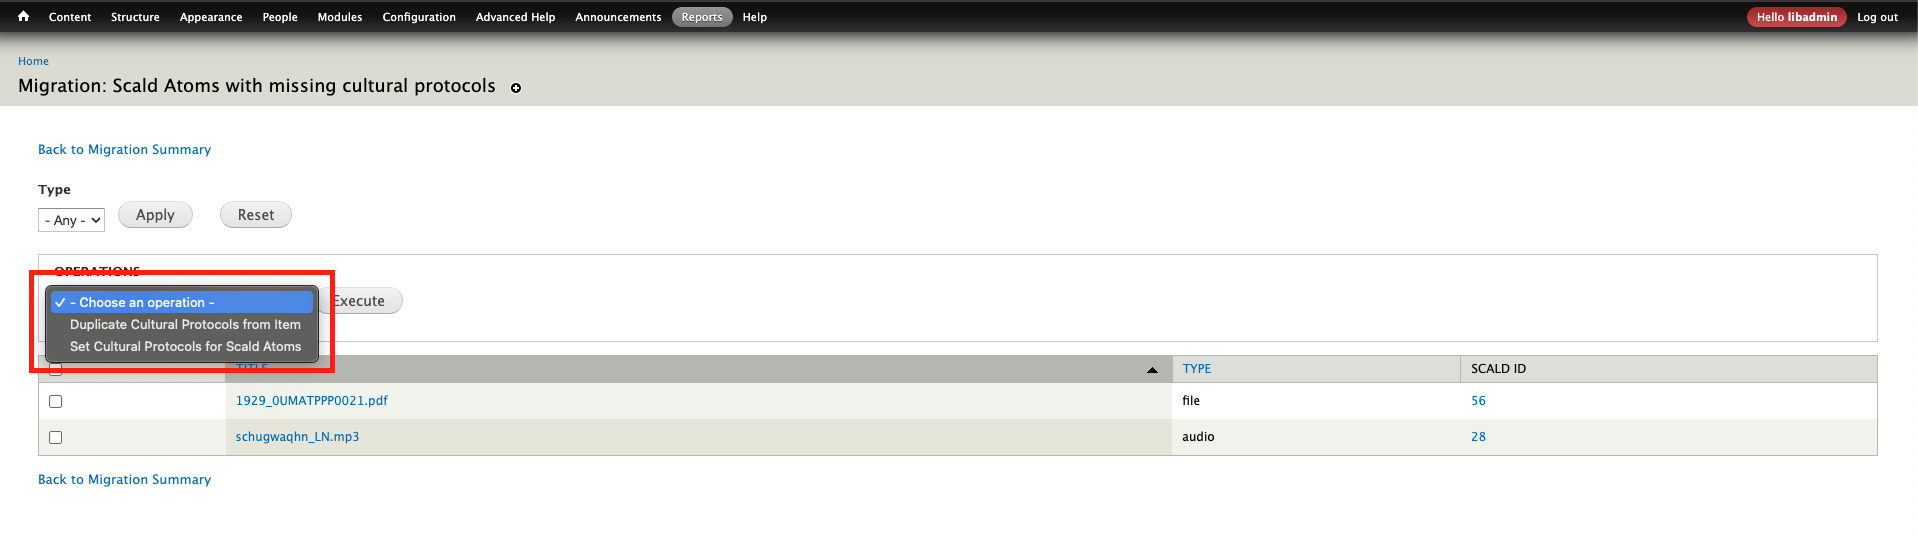 Content Structure Appearance People Modules Configuration Advanced Help Announcements Reports Help Hello libadmin Log out
Home
Migration: Scald Atoms with missing cultural protocols
Back to Migration Summary
Type
- Any - Apply Reset
OPERATIONS
- Choose an operation - Execute
Duplicate Cultural Protocols from Item
Set Cultural Protocols for Scald Atoms
TITLE TYPE SCALD ID
1929_0UMATPPP0021.pdf file 56
schugwaqhn_LN.mp3 audio 28
Back to Migration Summary